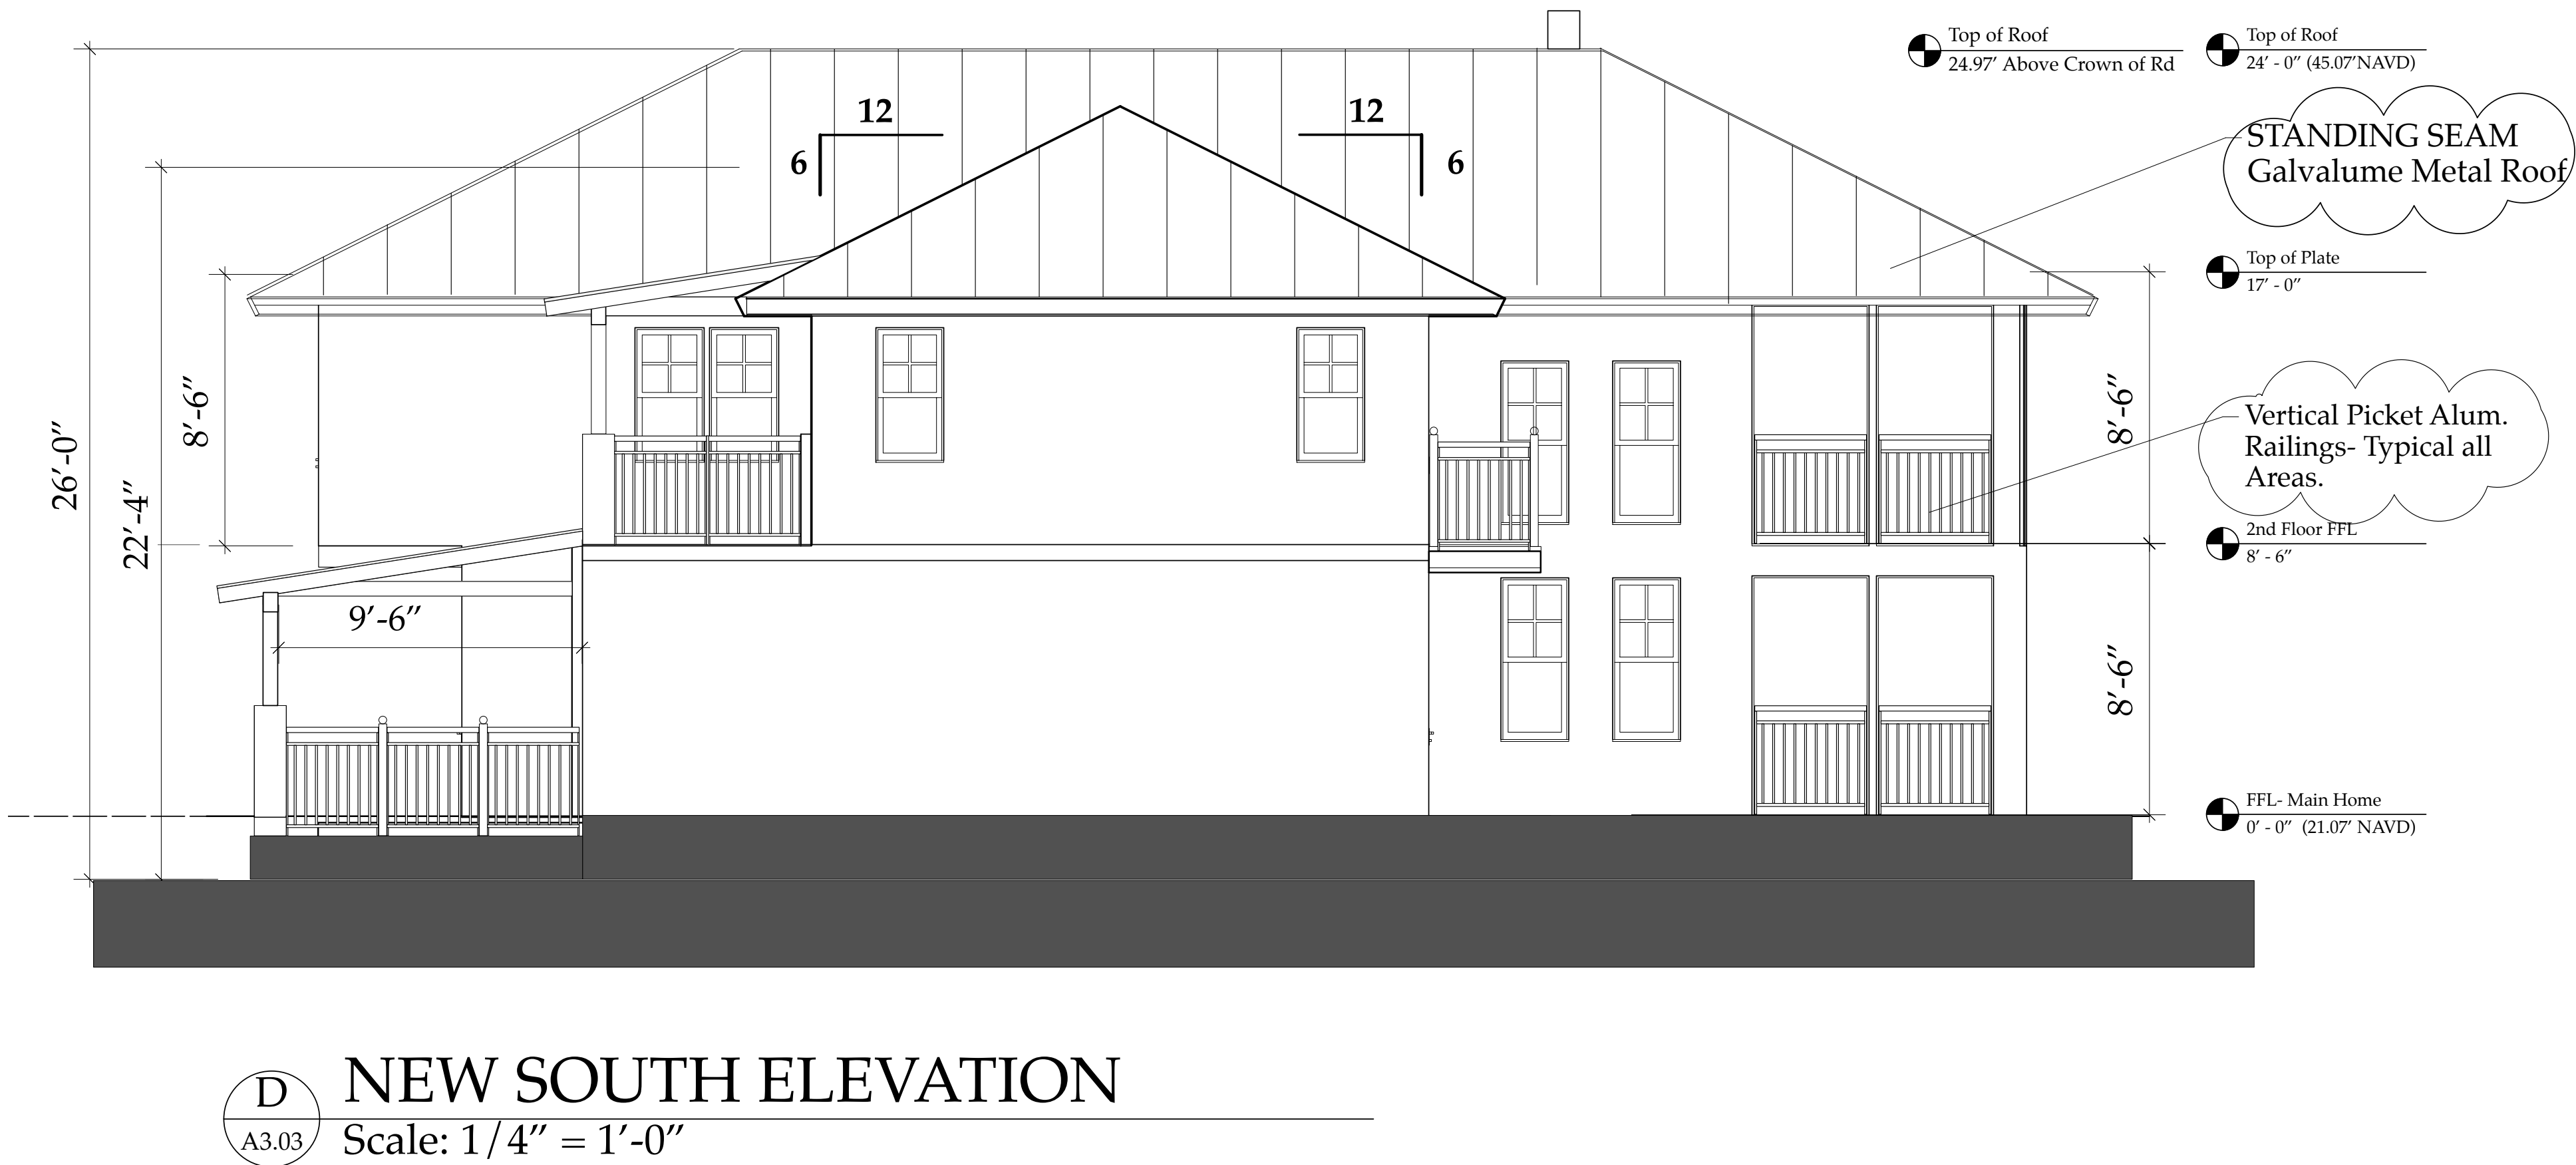 Top of Roof
24.97′ Above Crown of Rd
Top of Roof
24′ - 0″ (45.07′NAVD)
12
6
12
6
STANDING SEAM
Galvalume Metal Roof
Top of Plate
17′ - 0″
26′-0″
22′-4″
8′-6″
8′-6″
Vertical Picket Alum.
Railings- Typical all
Areas.
2nd Floor FFL
8′ - 6″
9′-6″
8′-6″
FFL- Main Home
0′ - 0″ (21.07′ NAVD)
D
A3.03
NEW SOUTH ELEVATION
Scale: 1/4″ = 1′-0″